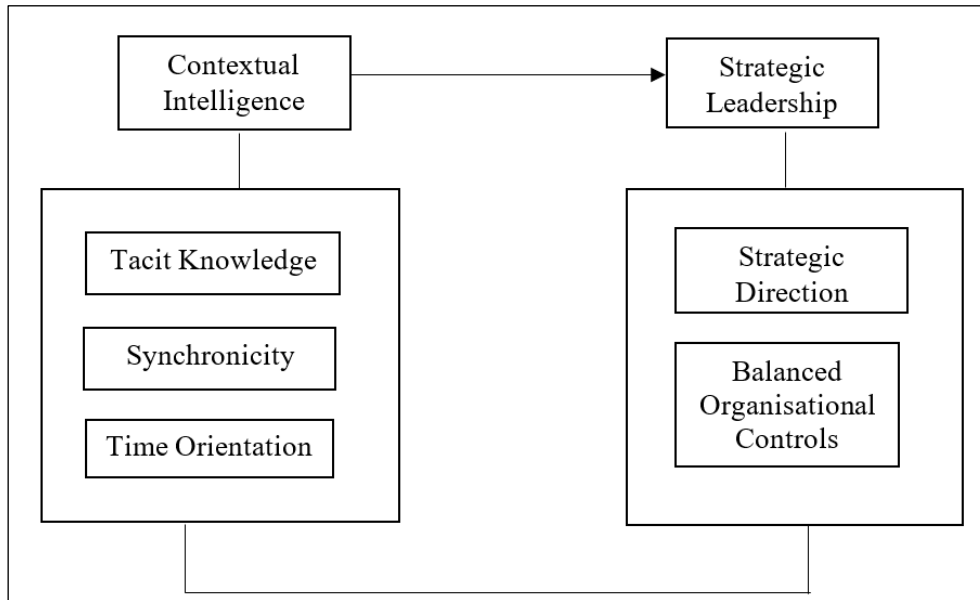 Contextual
Intelligence
Strategic
Leadership
Tacit Knowledge
Synchronicity
Time Orientation
Strategic
Direction
Balanced
Organisational
Controls